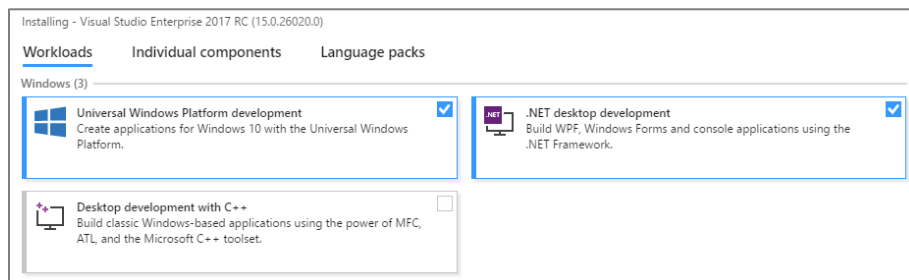 Installing - Visual Studio Enterprise 2017 RC (15.0.26020.0)
Workloads Individual components Language packs
Windows (3)
Universal Windows Platform development
Create applications for Windows 10 with the Universal Windows
Platform.
.NET
.NET desktop development
Build WPF, Windows Forms and console applications using the
.NET Framework.
Desktop development with C++
Build classic Windows-based applications using the power of MFC,
ATL, and the Microsoft C++ toolset.